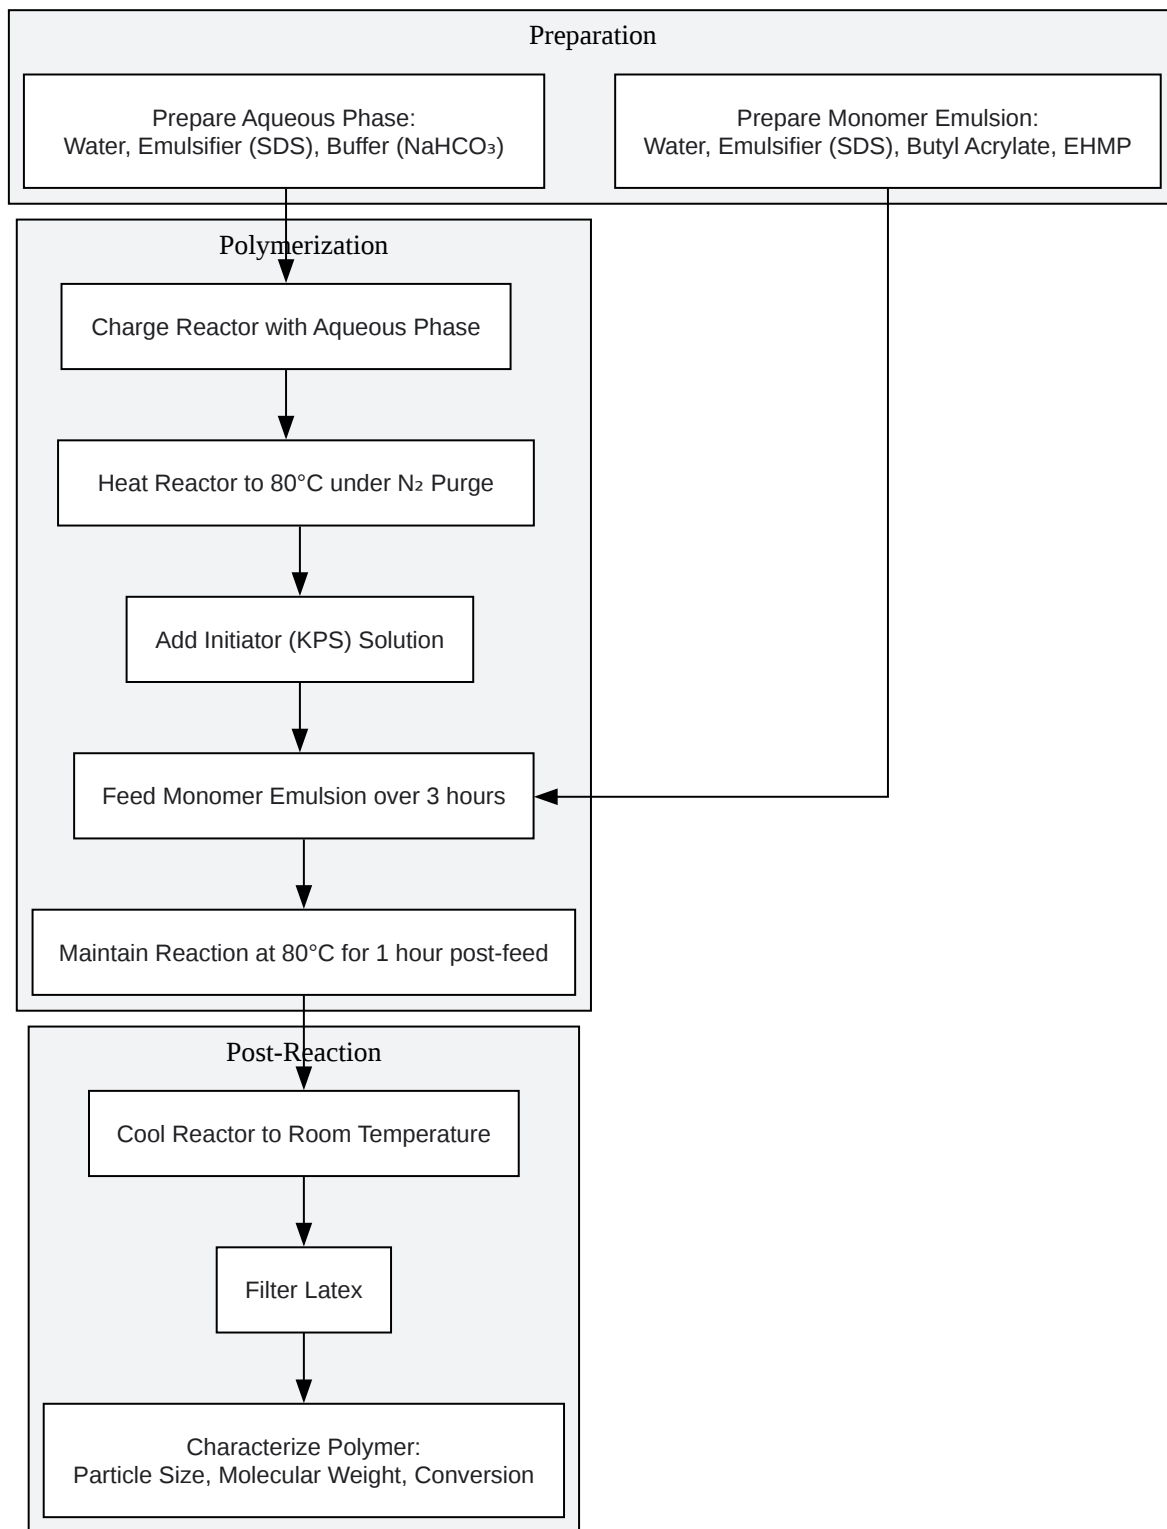 Preparation
Prepare Aqueous Phase:
Water, Emulsifier (SDS), Buffer (NaHCO₃)
Prepare Monomer Emulsion:
Water, Emulsifier (SDS), Butyl Acrylate, EHMP
Polymerization
Charge Reactor with Aqueous Phase
Heat Reactor to 80°C under N₂ Purge
Add Initiator (KPS) Solution
Feed Monomer Emulsion over 3 hours
Maintain Reaction at 80°C for 1 hour post-feed
Post-Reaction
Cool Reactor to Room Temperature
Filter Latex
Characterize Polymer:
Particle Size, Molecular Weight, Conversion